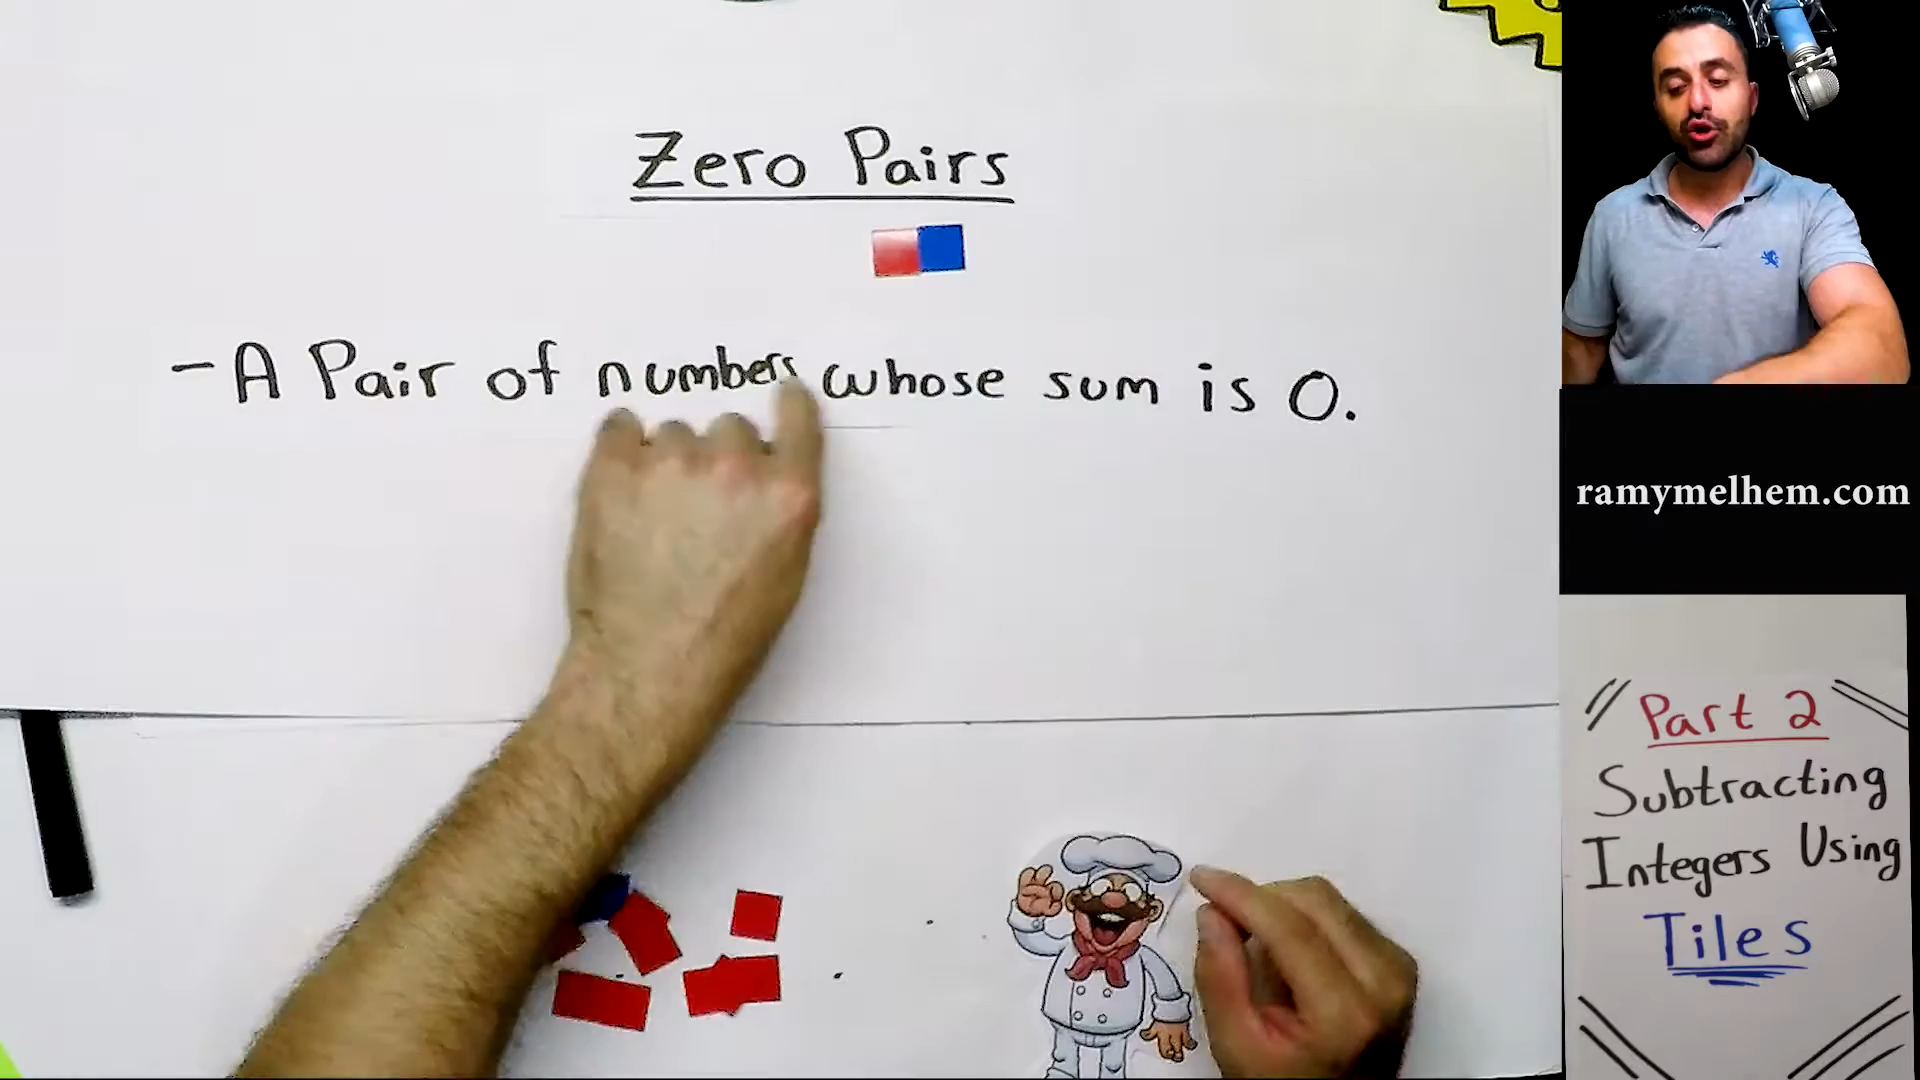 Zero Pairs
- A Pair of numbers whose sum is 0.
ramymelhem.com
Part 2
Subtracting
Integers Using
Tiles